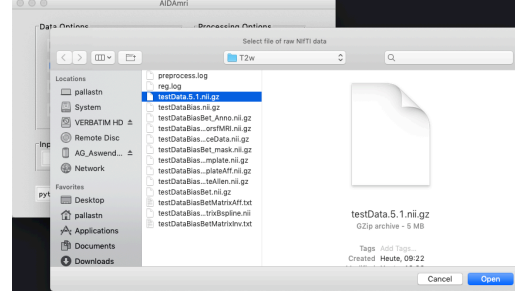 AIDAmri
Data Options
Processing Options
Select file of raw NIfTI data
T2w
Locations
pallastn
System
VERBATIM HD
Remote Disc
AG_Aswend...
Network
Favorites
Desktop
pallastn
Applications
Documents
Downloads
preprocess.log
reg.log
testData.5.1.nii.gz
testDataBias.nii.gz
testDataBiasBet_Anno.nii.gz
testDataBias...orsfMRI.nii.gz
testDataBias...ceData.nii.gz
testDataBiasBet_mask.nii.gz
testDataBias...mplate.nii.gz
testDataBias...plateAff.nii.gz
testDataBias...teAllen.nii.gz
testDataBiasBet.nii.gz
testDataBiasBetMatrixAff.txt
testDataBias...trixBspline.nii
testDataBiasBetMatrixInv.txt
testData.5.1.nii.gz
GZip archive - 5 MB
Tags Add Tags...
Created Heute, 09:22
Inp
pyt
Cancel
Open